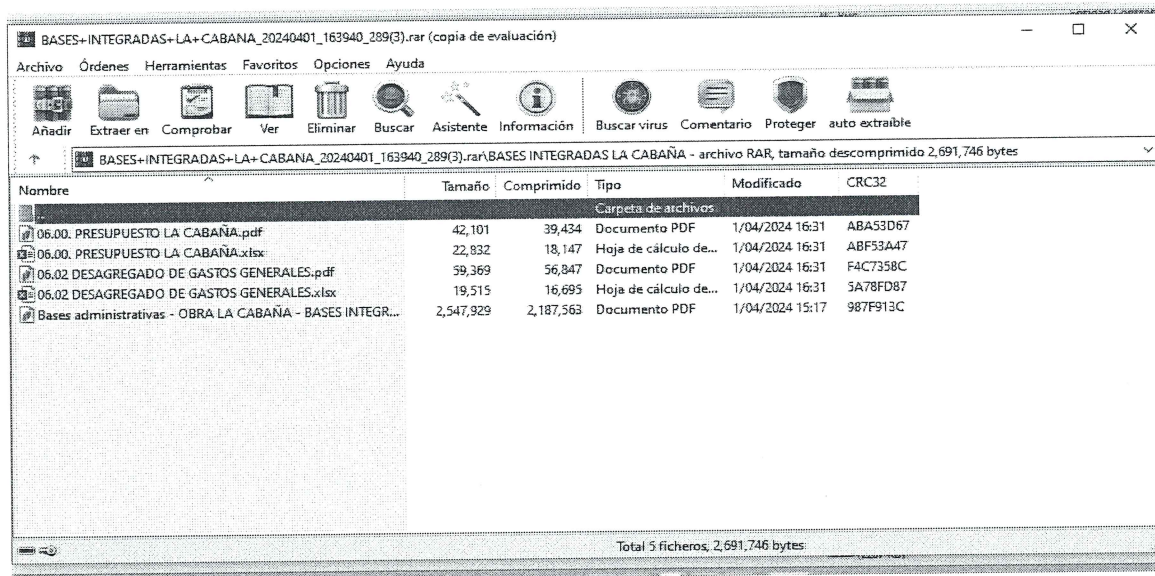 BASES+INTEGRADAS+LA+CABANA_20240401_163940_289(3).rar (copia de evaluación)
Archivo Órdenes Herramientas Favoritos Opciones Ayuda
Añadir Extraer en Comprobar Ver Eliminar Buscar Asistente Información Buscar virus Comentario Proteger auto extraíble
BASES+INTEGRADAS+LA+CABANA_20240401_163940_289(3).rar\BASES INTEGRADAS LA CABAÑA - archivo RAR, tamaño descomprimido 2,691,746 bytes
Nombre Tamaño Comprimido Tipo Modificado CRC32
.. Carpeta de archivos
06.00. PRESUPUESTO LA CABAÑA.pdf 42,101 39,434 Documento PDF 1/04/2024 16:31 ABA53D67
06.00. PRESUPUESTO LA CABAÑA.xlsx 22,832 18,147 Hoja de cálculo de... 1/04/2024 16:31 ABF53A47
06.02 DESAGREGADO DE GASTOS GENERALES.pdf 59,369 56,847 Documento PDF 1/04/2024 16:31 F4C7358C
06.02 DESAGREGADO DE GASTOS GENERALES.xlsx 19,515 16,695 Hoja de cálculo de... 1/04/2024 16:31 5A78FD87
Bases administrativas - OBRA LA CABAÑA - BASES INTEGR... 2,547,929 2,187,563 Documento PDF 1/04/2024 15:17 987F913C
Total 5 ficheros, 2,691,746 bytes